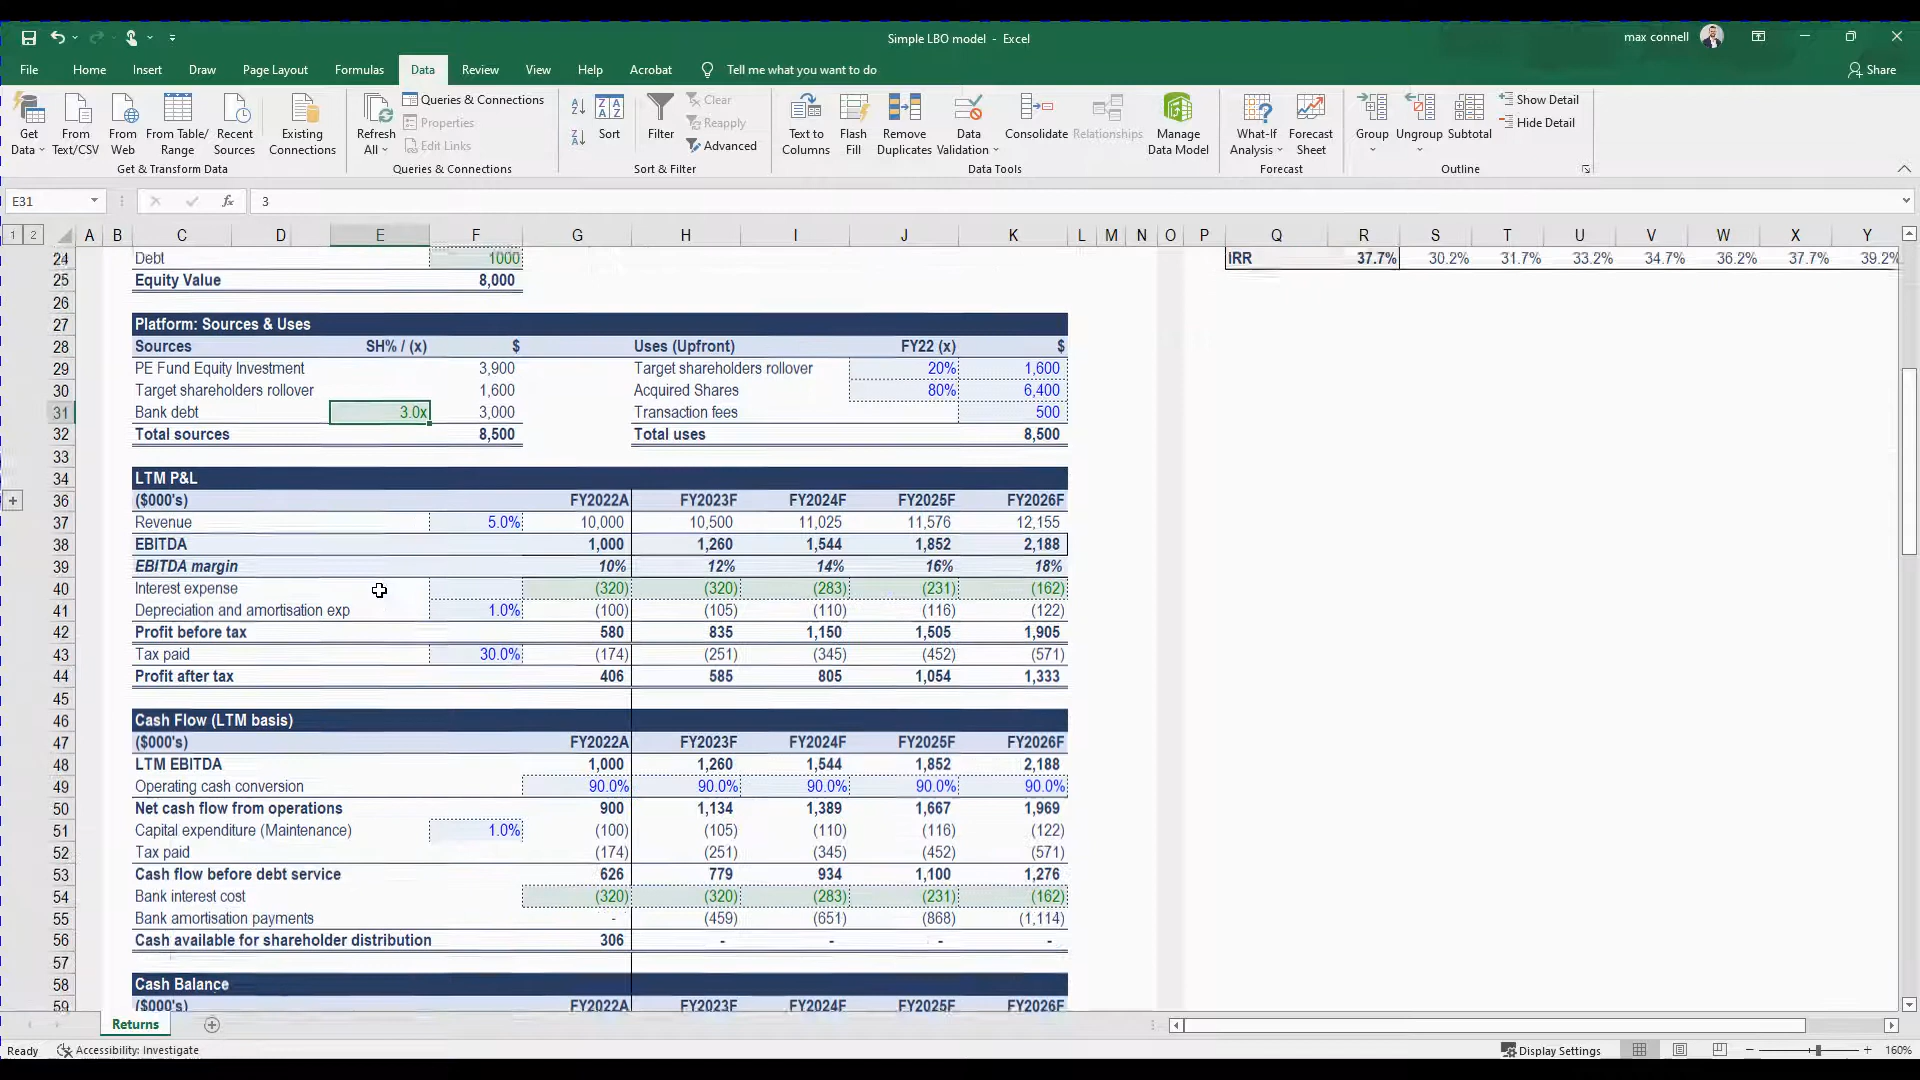 Simple LBO model - Excel
max connell
File Home Insert Draw Page Layout Formulas Data Review View Help Acrobat Tell me what you want to do
Share
Get Data
From Text/CSV
From Web
From Table/ Range
Recent Sources
Existing Connections
Get & Transform Data
Refresh All
Queries & Connections
Properties
Edit Links
Queries & Connections
Sort
Filter
Clear
Reapply
Advanced
Sort & Filter
Text to Columns
Flash Fill
Remove Duplicates
Data Validation
Consolidate
Relationships
Manage Data Model
Data Tools
What-If Analysis
Forecast Sheet
Forecast
Group
Ungroup
Subtotal
Show Detail
Hide Detail
Outline
E31 fx 3
1 2 A B C D E F G H I J K L M N O P Q R S T U V W X Y
24 Debt 1000 IRR 37.7% 30.2% 31.7% 33.2% 34.7% 36.2% 37.7% 39.2%
25 Equity Value 8,000
26
27 Platform: Sources & Uses
28 Sources SH% / (x) $ Uses (Upfront) FY22 (x) $
29 PE Fund Equity Investment 3,900 Target shareholders rollover 20% 1,600
30 Target shareholders rollover 1,600 Acquired Shares 80% 6,400
31 Bank debt 3.0x 3,000 Transaction fees 500
32 Total sources 8,500 Total uses 8,500
33
34 LTM P&L
36 ($000's) FY2022A FY2023F FY2024F FY2025F FY2026F
37 Revenue 5.0% 10,000 10,500 11,025 11,576 12,155
38 EBITDA 1,000 1,260 1,544 1,852 2,188
39 EBITDA margin 10% 12% 14% 16% 18%
40 Interest expense (320) (320) (283) (231) (162)
41 Depreciation and amortisation exp 1.0% (100) (105) (110) (116) (122)
42 Profit before tax 580 835 1,150 1,505 1,905
43 Tax paid 30.0% (174) (251) (345) (452) (571)
44 Profit after tax 406 585 805 1,054 1,333
45
46 Cash Flow (LTM basis)
47 ($000's) FY2022A FY2023F FY2024F FY2025F FY2026F
48 LTM EBITDA 1,000 1,260 1,544 1,852 2,188
49 Operating cash conversion 90.0% 90.0% 90.0% 90.0% 90.0%
50 Net cash flow from operations 900 1,134 1,389 1,667 1,969
51 Capital expenditure (Maintenance) 1.0% (100) (105) (110) (116) (122)
52 Tax paid (174) (251) (345) (452) (571)
53 Cash flow before debt service 626 779 934 1,100 1,276
54 Bank interest cost (320) (320) (283) (231) (162)
55 Bank amortisation payments - (459) (651) (868) (1,114)
56 Cash available for shareholder distribution 306 - - - -
57
58 Cash Balance
59 ($000's) FY2022A FY2023F FY2024F FY2025F FY2026F
Returns
Ready Accessibility: Investigate Display Settings 160%